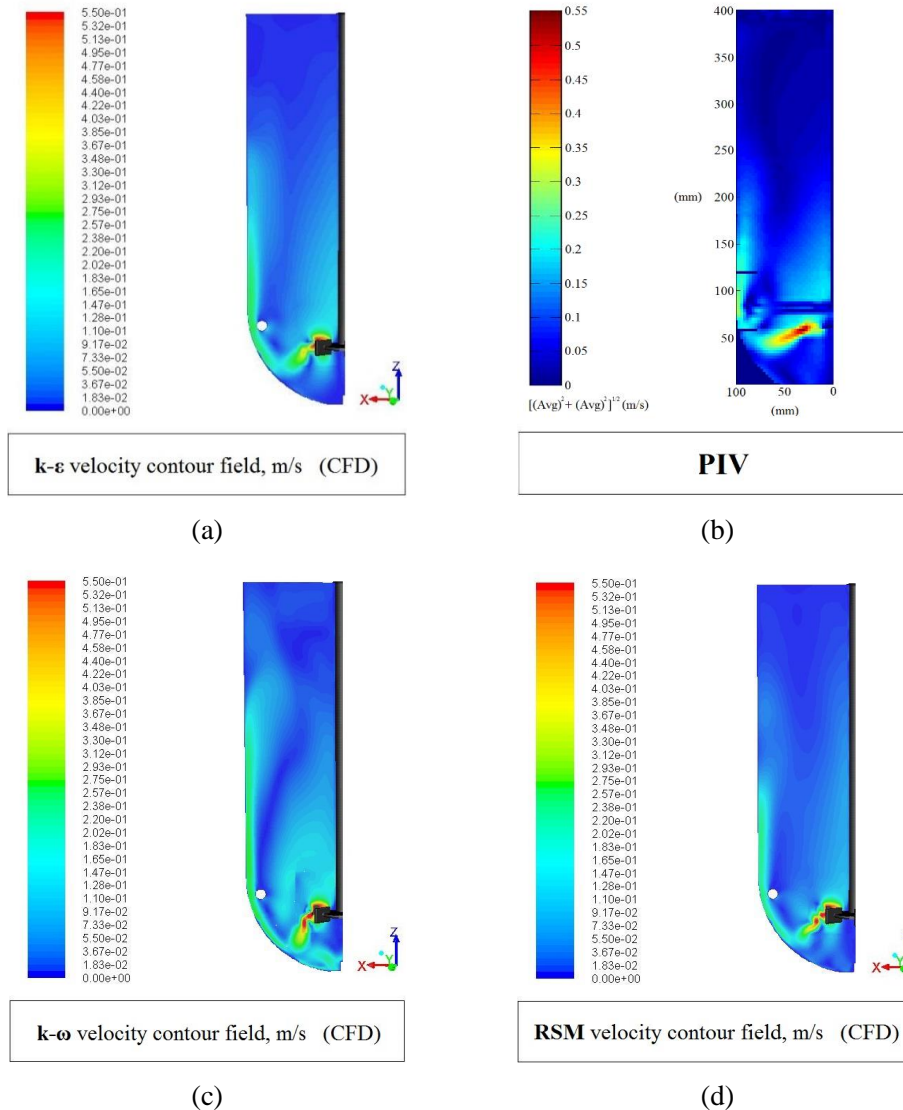 5.50e-01
5.32e-01
5.13e-01
4.95e-01
4.77e-01
4.58e-01
4.40e-01
4.22e-01
4.03e-01
3.85e-01
3.67e-01
3.48e-01
3.30e-01
3.12e-01
2.93e-01
2.75e-01
2.57e-01
2.38e-01
2.20e-01
2.02e-01
1.83e-01
1.65e-01
1.47e-01
1.28e-01
1.10e-01
9.17e-02
7.33e-02
5.50e-02
3.67e-02
1.83e-02
0.00e+00
Z
Y
X
k-ε velocity contour field, m/s (CFD)
(a)
0.55
0.5
0.45
0.4
0.35
0.3
0.25
0.2
0.15
0.1
0.05
0
[(Avg)²+ (Avg)²]^1/2 (m/s)
400
350
300
250
(mm) 200
150
100
50
100 50 0
(mm)
PIV
(b)
5.50e-01
5.32e-01
5.13e-01
4.95e-01
4.77e-01
4.58e-01
4.40e-01
4.22e-01
4.03e-01
3.85e-01
3.67e-01
3.48e-01
3.30e-01
3.12e-01
2.93e-01
2.75e-01
2.57e-01
2.38e-01
2.20e-01
2.02e-01
1.83e-01
1.65e-01
1.47e-01
1.28e-01
1.10e-01
9.17e-02
7.33e-02
5.50e-02
3.67e-02
1.83e-02
0.00e+00
Z
Y
X
k-ω velocity contour field, m/s (CFD)
(c)
5.50e-01
5.32e-01
5.13e-01
4.95e-01
4.77e-01
4.58e-01
4.40e-01
4.22e-01
4.03e-01
3.85e-01
3.67e-01
3.48e-01
3.30e-01
3.12e-01
2.93e-01
2.75e-01
2.57e-01
2.38e-01
2.20e-01
2.02e-01
1.83e-01
1.65e-01
1.47e-01
1.28e-01
1.10e-01
9.17e-02
7.33e-02
5.50e-02
3.67e-02
1.83e-02
0.00e+00
Y
X
RSM velocity contour field, m/s (CFD)
(d)